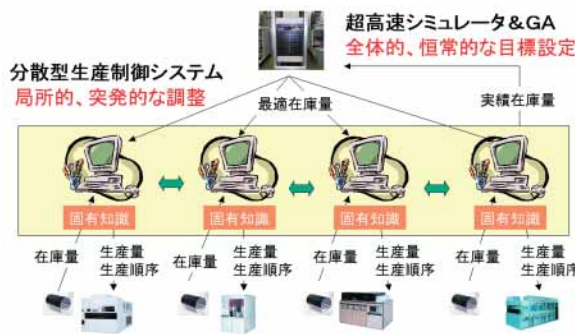 超高速シミュレータ&GA
全体的、恒常的な目標設定
分散型生産制御システム
局所的、突発的な調整
最適在庫量
実績在庫量
固有知識
固有知識
固有知識
固有知識
在庫量
生産量
生産順序
在庫量
生産量
生産順序
在庫量
生産量
生産順序
在庫量
生産量
生産順序